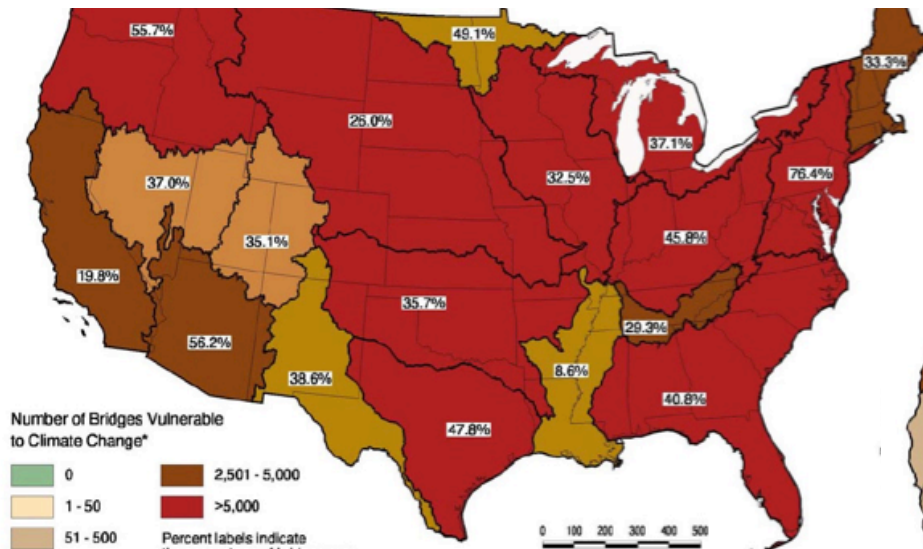 55.7%
49.1%
33.3%
26.0%
37.1%
32.5%
76.4%
37.0%
45.8%
35.1%
19.8%
35.7%
29.3%
56.2%
38.6%
8.6%
40.8%
47.8%
Number of Bridges Vulnerable
to Climate Change*
0
1 - 50
51 - 500
2,501 - 5,000
>5,000
Percent labels indicate
0 100 200 300 400 500